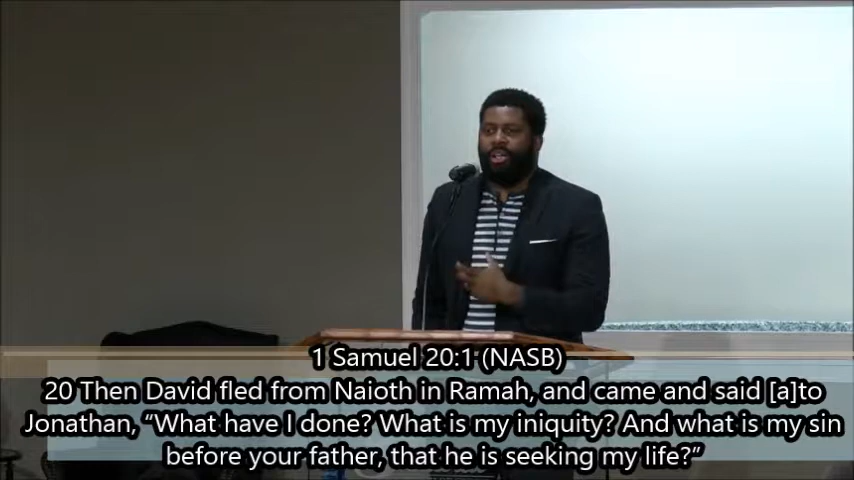 1 Samuel 20:1 (NASB)
20 Then David fled from Naioth in Ramah, and came and said [a]to
Jonathan, “What have I done? What is my iniquity? And what is my sin
before your father, that he is seeking my life?”